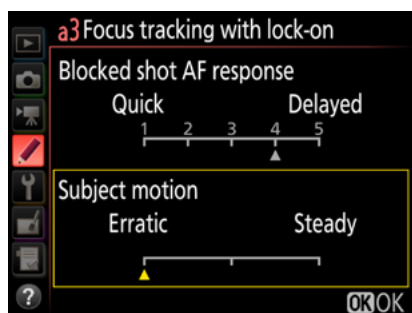 a3 Focus tracking with lock-on
Blocked shot AF response
Quick Delayed
1 2 3 4 5
Subject motion
Erratic Steady
? OK OK